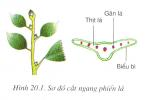 Gân lá
Thịt lá
Biểu bì
Hình 20.1. Sơ đồ cắt ngang phiến lá